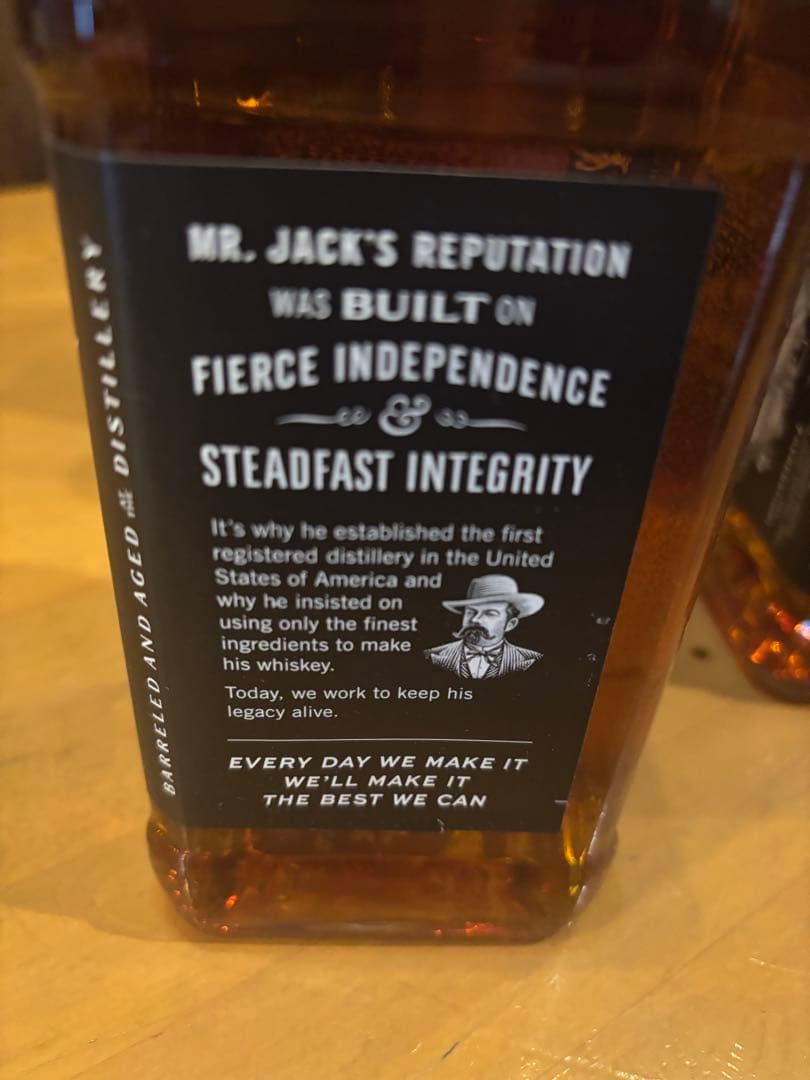 MR. JACK'S REPUTATION
WAS BUILT ON
FIERCE INDEPENDENCE
&
STEADFAST INTEGRITY
It's why he established the first
registered distillery in the United
States of America and
why he insisted on
using only the finest
ingredients to make
his whiskey.
Today, we work to keep his
legacy alive.
EVERY DAY WE MAKE IT
WE'LL MAKE IT
THE BEST WE CAN
BARRELED AND AGED AT THE DISTILLERY